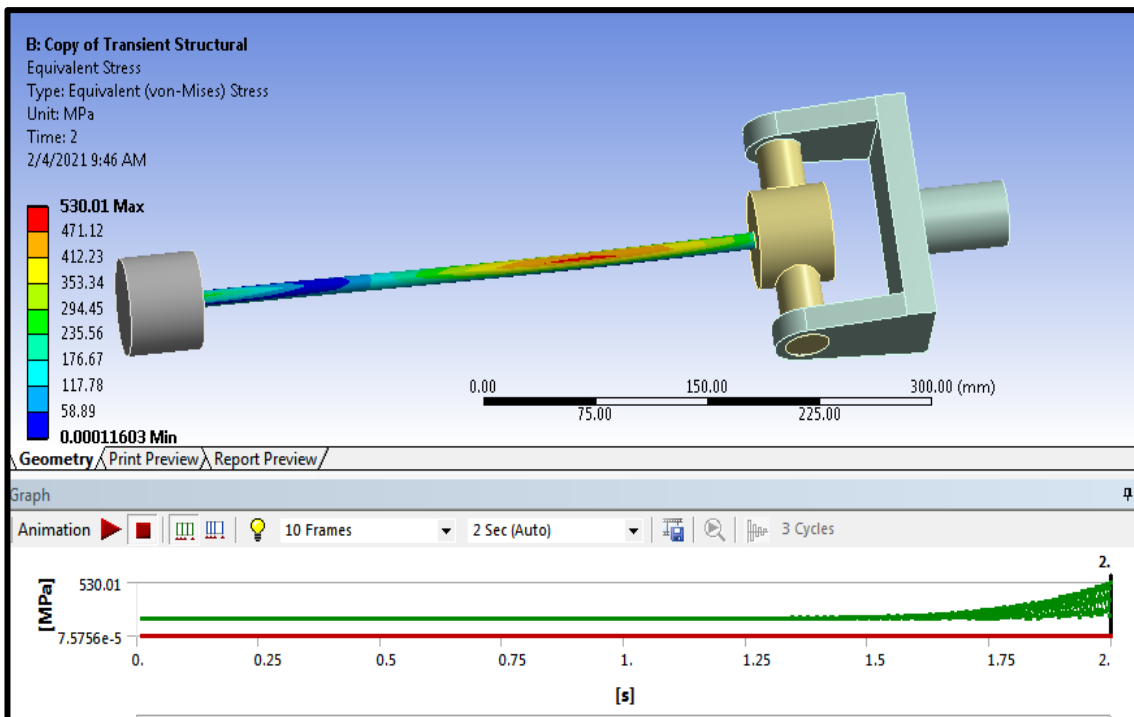 B: Copy of Transient Structural
Equivalent Stress
Type: Equivalent (von-Mises) Stress
Unit: MPa
Time: 2
2/4/2021 9:46 AM
530.01 Max
471.12
412.23
353.34
294.45
235.56
176.67
117.78
58.89
0.00011603 Min
0.00 150.00 300.00 (mm)
75.00 225.00
Geometry Print Preview Report Preview
Graph
Animation 10 Frames 2 Sec (Auto) 3 Cycles
2.
530.01
[MPa]
7.5756e-5
0. 0.25 0.5 0.75 1. 1.25 1.5 1.75 2.
[s]